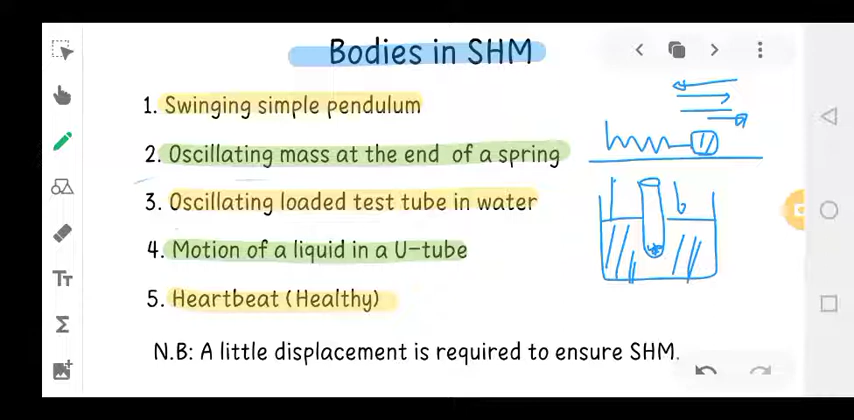 Bodies in SHM
1. Swinging simple pendulum
2. Oscillating mass at the end of a spring
3. Oscillating loaded test tube in water
4. Motion of a liquid in a U-tube
5. Heartbeat (Healthy)
N.B: A little displacement is required to ensure SHM.
TT
Σ